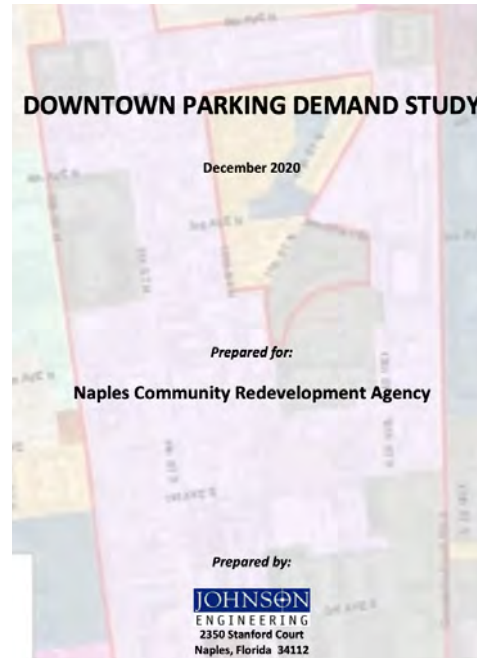 DOWNTOWN PARKING DEMAND STUDY
December 2020
Prepared for:
Naples Community Redevelopment Agency
Prepared by:
JOHNSON
ENGINEERING
2350 Stanford Court
Naples, Florida 34112